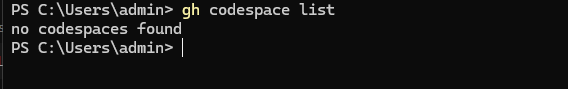 PS C:\Users\admin> gh codespace list
no codespaces found
PS C:\Users\admin>